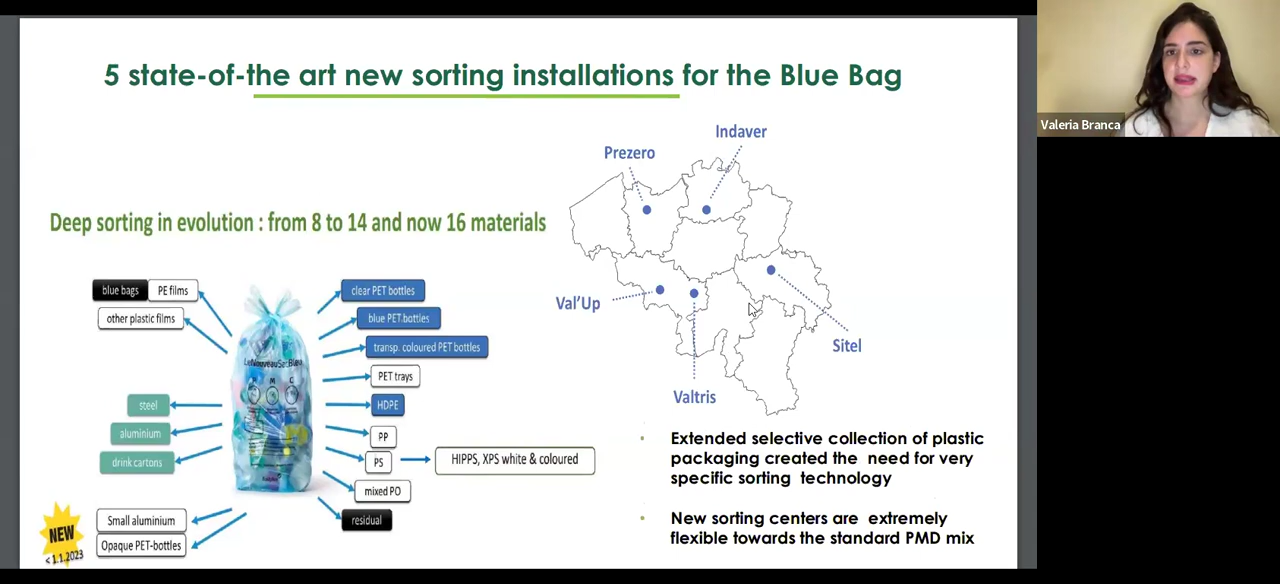 5 state-of-the art new sorting installations for the Blue Bag
Valeria Branca
Indaver
Prezero
Val'Up
Sitel
Valtris
Deep sorting in evolution : from 8 to 14 and now 16 materials
blue bags
PE films
other plastic films
steel
aluminium
drink cartons
NEW
< 1.1.2023
Small aluminium
Opaque PET-bottles
LeNouveauSacBleu
P M C
clear PET bottles
blue PET bottles
transp. coloured PET bottles
PET trays
HDPE
PP
PS
HIPPS, XPS white & coloured
mixed PO
residual
Extended selective collection of plastic
packaging created the need for very
specific sorting technology
New sorting centers are extremely
flexible towards the standard PMD mix